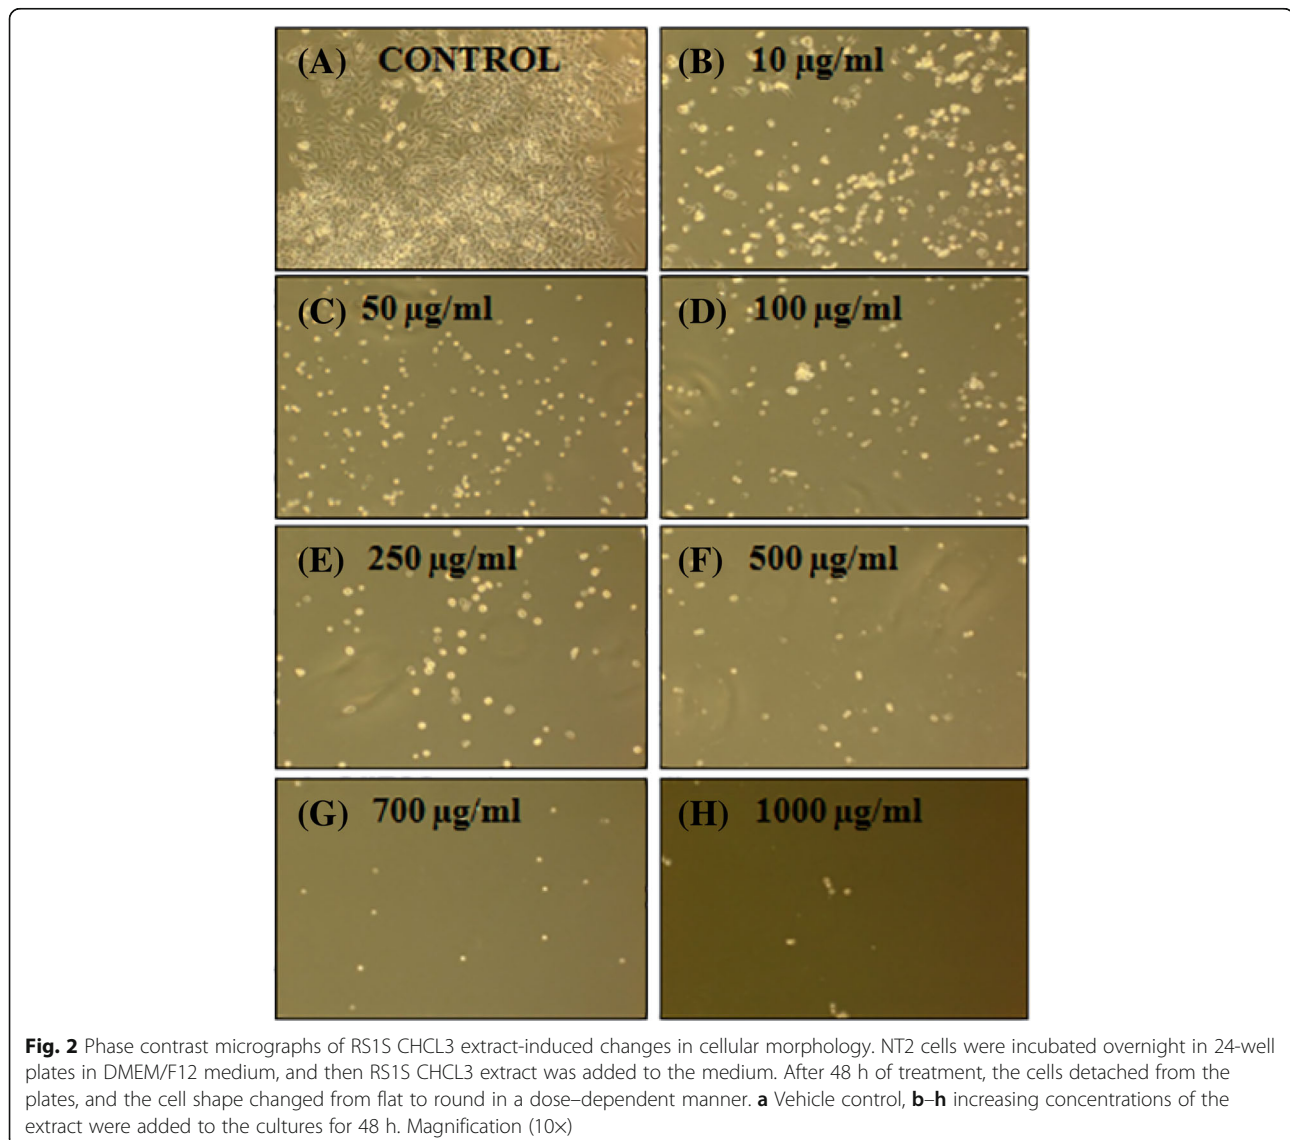 (A) CONTROL
(B) 10 μg/ml
(C) 50 μg/ml
(D) 100 μg/ml
(E) 250 μg/ml
(F) 500 μg/ml
(G) 700 μg/ml
(H) 1000 μg/ml
Fig. 2 Phase contrast micrographs of RS1S CHCL3 extract-induced changes in cellular morphology. NT2 cells were incubated overnight in 24-well
plates in DMEM/F12 medium, and then RS1S CHCL3 extract was added to the medium. After 48 h of treatment, the cells detached from the
plates, and the cell shape changed from flat to round in a dose–dependent manner. a Vehicle control, b–h increasing concentrations of the
extract were added to the cultures for 48 h. Magnification (10×)